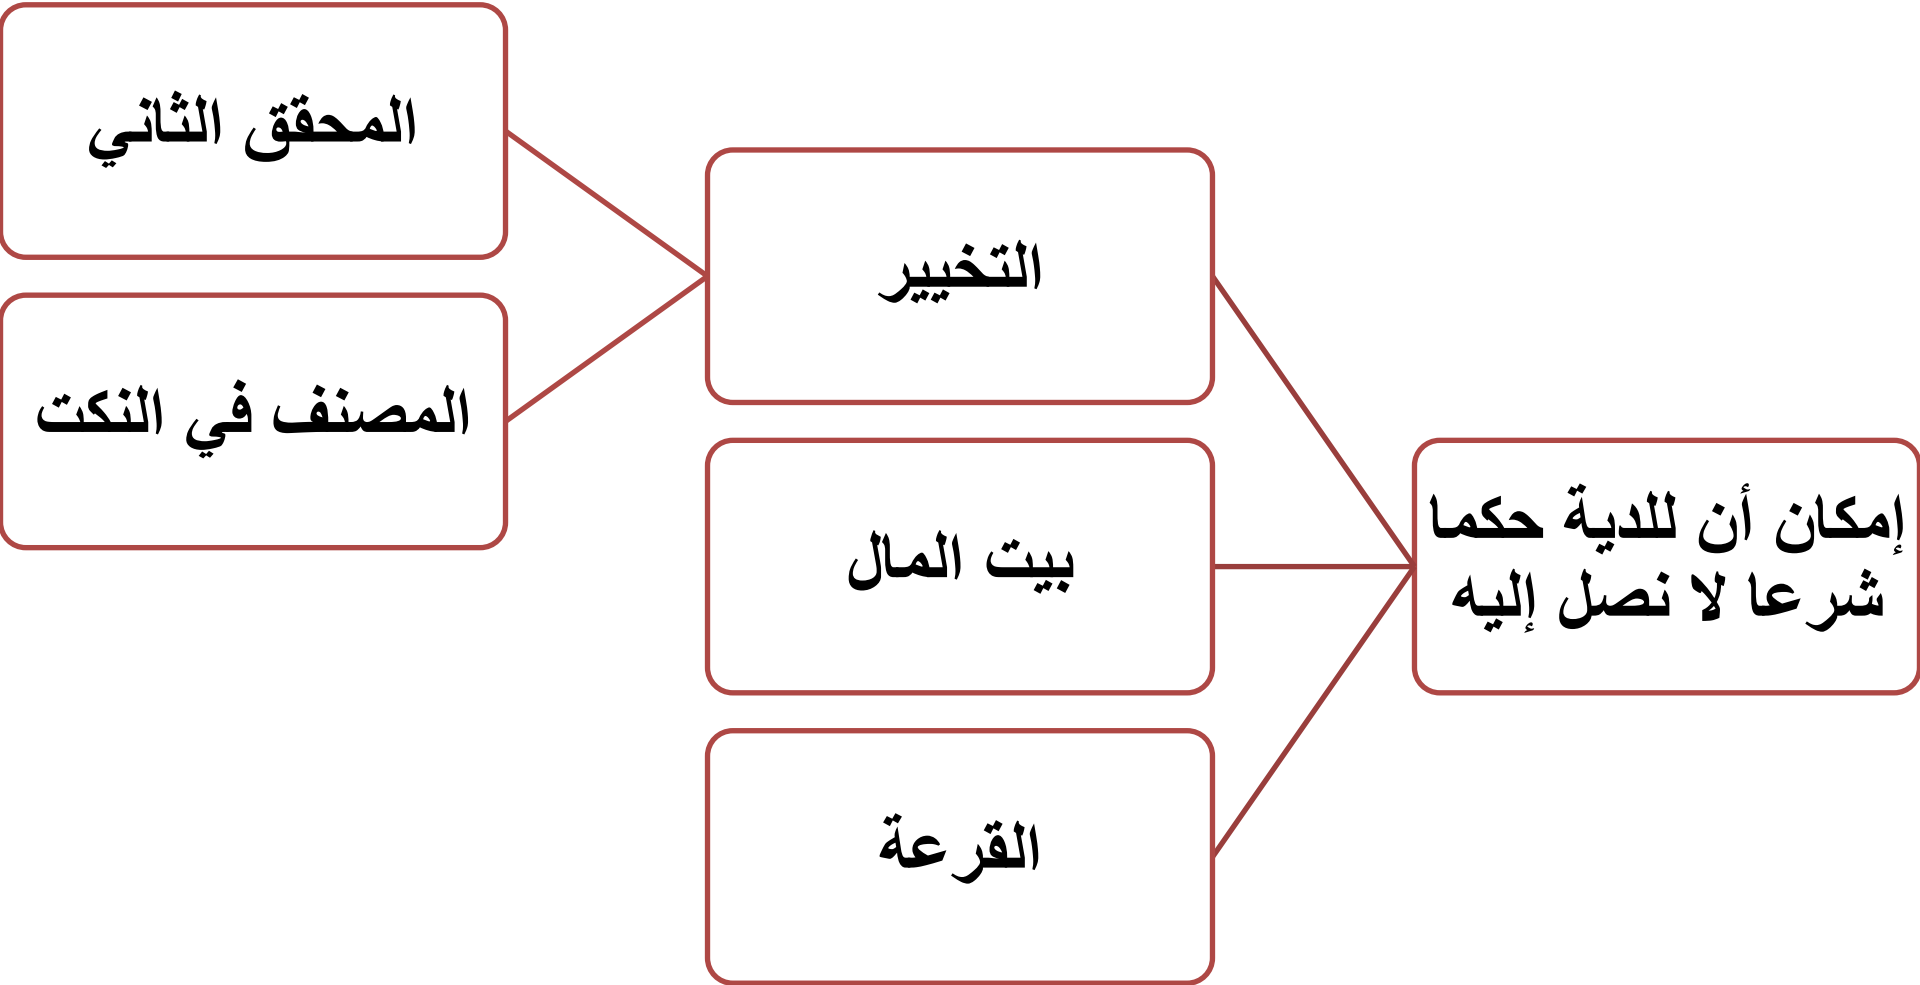 إمكان أن للدية حكما
شرعا لا نصل إليه
التخيير
المحقق الثاني
المصنف في النكت
بيت المال
القرعة